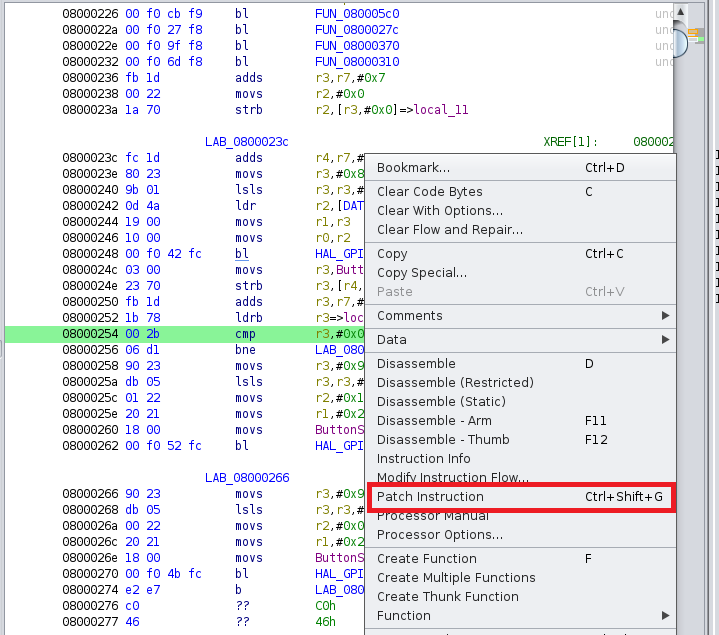 08000226 00 f0 cb f9 bl FUN_080005c0 und
0800022a 00 f0 27 f8 bl FUN_0800027c und
0800022e 00 f0 9f f8 bl FUN_08000370 und
08000232 00 f0 6d f8 bl FUN_08000310 und
08000236 fb 1d adds r3,r7,#0x7
08000238 00 22 movs r2,#0x0
0800023a 1a 70 strb r2,[r3,#0x0]=>local_11
LAB_0800023c XREF[1]: 080002
0800023c fc 1d adds r4,r7,#
0800023e 80 23 movs r3,#0x8
08000240 9b 01 lsls r3,r3,#
08000242 0d 4a ldr r2,[DAT
08000244 19 00 movs r1,r3
08000246 10 00 movs r0,r2
08000248 00 f0 42 fc bl HAL_GPI
0800024c 03 00 movs r3,Butt
0800024e 23 70 strb r3,[r4,
08000250 fb 1d adds r3,r7,#
08000252 1b 78 ldrb r3=>loc
08000254 00 2b cmp r3,#0x0
08000256 06 d1 bne LAB_080
08000258 90 23 movs r3,#0x9
0800025a db 05 lsls r3,r3,#
0800025c 01 22 movs r2,#0x1
0800025e 20 21 movs r1,#0x2
08000260 18 00 movs ButtonS
08000262 00 f0 52 fc bl HAL_GPI
LAB_08000266
08000266 90 23 movs r3,#0x9
08000268 db 05 lsls r3,r3,#
0800026a 00 22 movs r2,#0x0
0800026c 20 21 movs r1,#0x2
0800026e 18 00 movs ButtonS
08000270 00 f0 4b fc bl HAL_GPI
08000274 e2 e7 b LAB_080
08000276 c0 ?? C0h
08000277 46 ?? 46h
Bookmark... Ctrl+D
Clear Code Bytes C
Clear With Options...
Clear Flow and Repair...
Copy Ctrl+C
Copy Special...
Paste Ctrl+V
Comments
Data
Disassemble D
Disassemble (Restricted)
Disassemble (Static)
Disassemble - Arm F11
Disassemble - Thumb F12
Instruction Info
Modify Instruction Flow...
Patch Instruction Ctrl+Shift+G
Processor Manual
Processor Options...
Create Function F
Create Multiple Functions
Create Thunk Function
Function